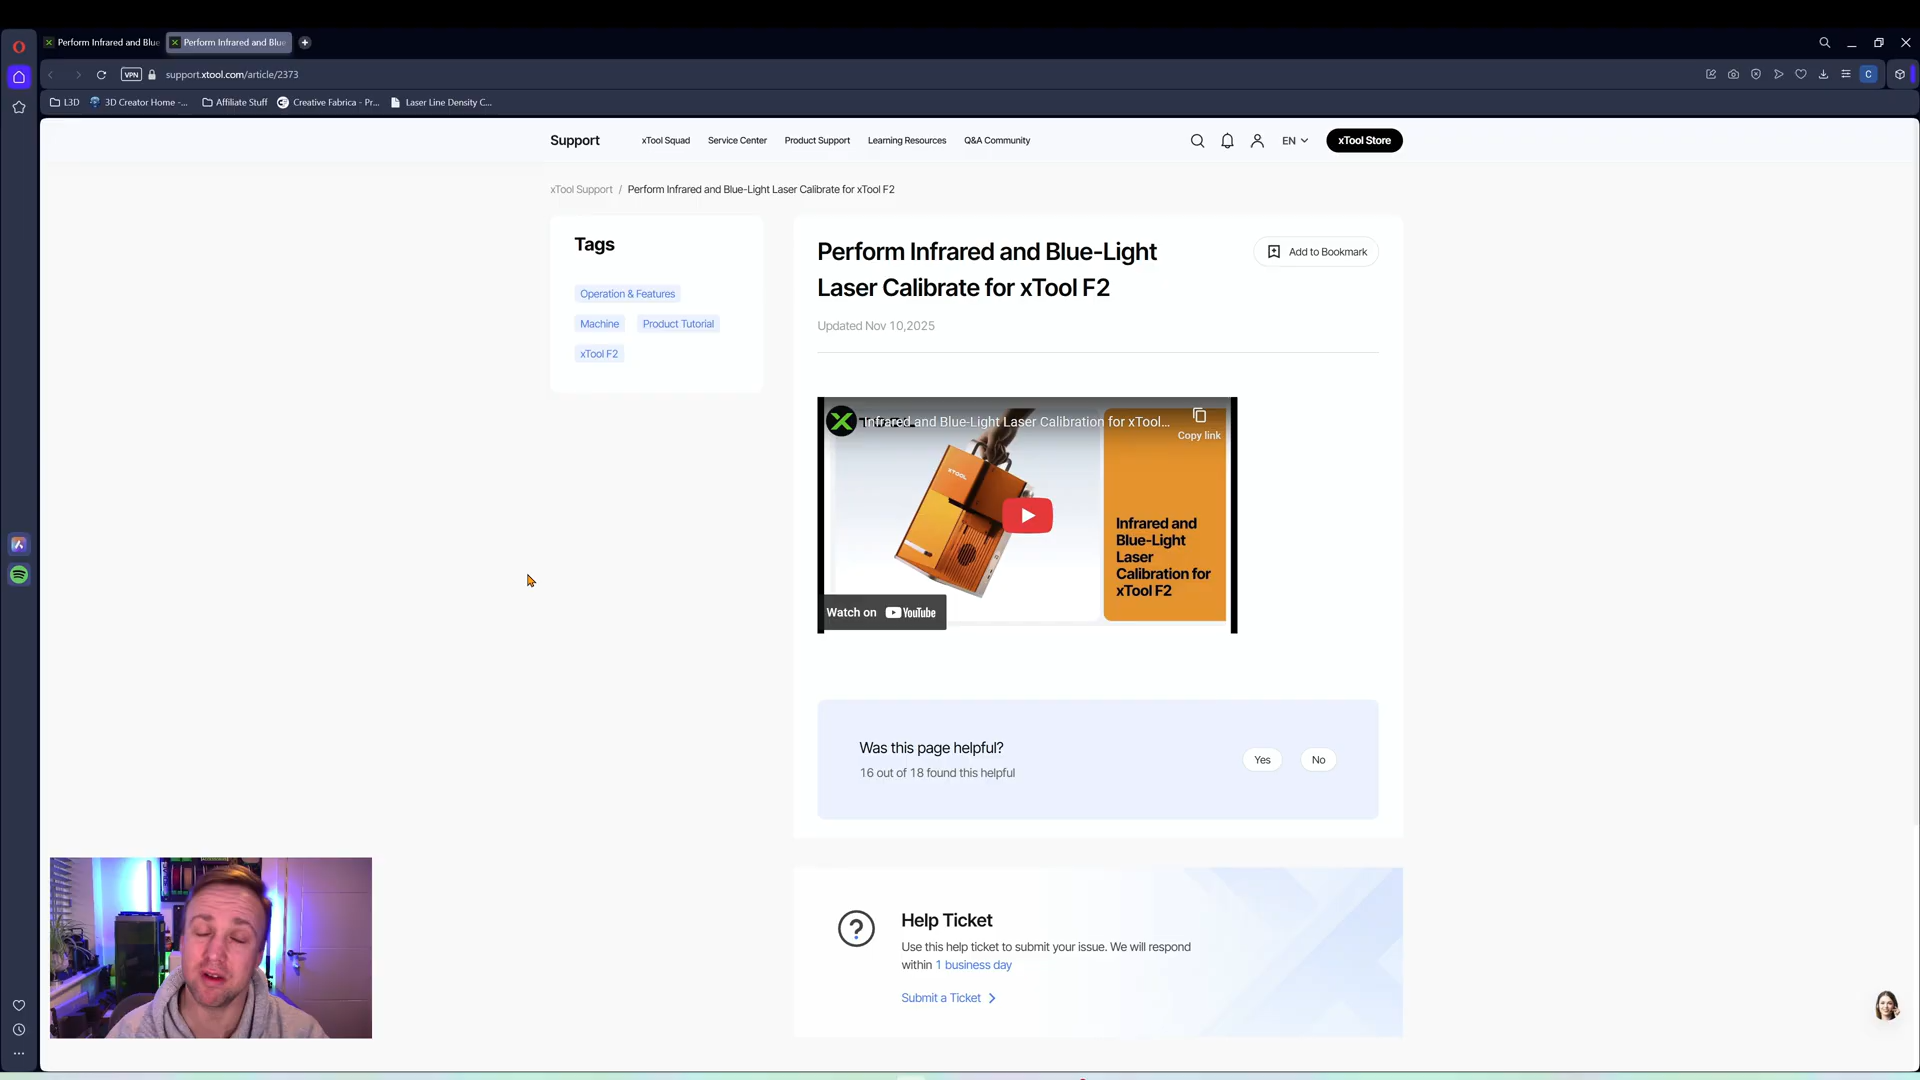 Perform Infrared and Blue
Perform Infrared and Blue
VPN
support.xtool.com/article/2373
C
L3D
3D Creator Home -...
Affiliate Stuff
Creative Fabrica - Pr...
Laser Line Density C...
Support
xTool Squad
Service Center
Product Support
Learning Resources
Q&A Community
EN
xTool Store
xTool Support / Perform Infrared and Blue-Light Laser Calibrate for xTool F2
Tags
Operation & Features
Machine
Product Tutorial
xTool F2
Perform Infrared and Blue-Light
Laser Calibrate for xTool F2
Add to Bookmark
Updated Nov 10,2025
Infrared and Blue-Light Laser Calibration for xTool...
Copy link
XTOOL
Infrared and
Blue-Light
Laser
Calibration for
xTool F2
Watch on YouTube
Was this page helpful?
16 out of 18 found this helpful
Yes
No
Help Ticket
Use this help ticket to submit your issue. We will respond
within 1 business day
Submit a Ticket